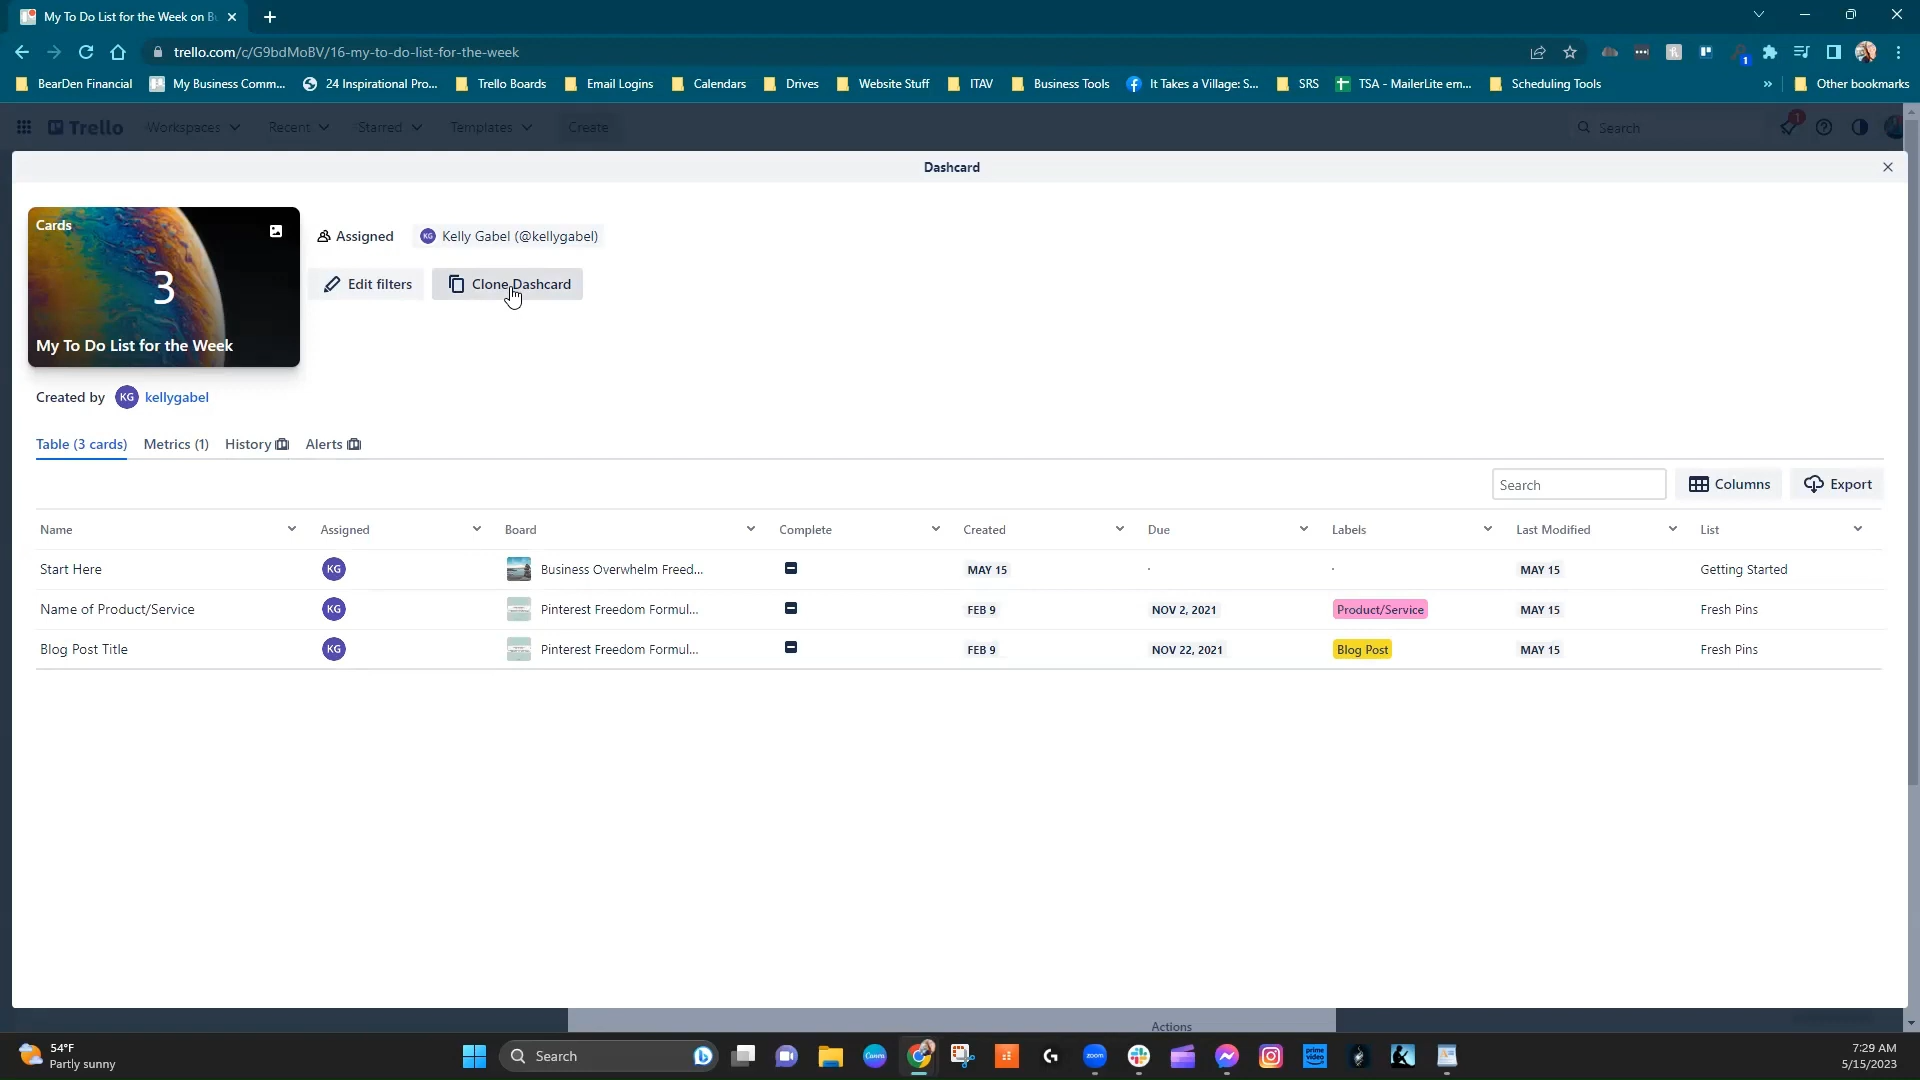 My To Do List for the Week on B
trello.com/c/G9bdMoBV/16-my-to-do-list-for-the-week
1
BearDen Financial
My Business Comm...
24 Inspirational Pro...
Trello Boards
Email Logins
Calendars
Drives
Website Stuff
ITAV
Business Tools
It Takes a Village: S...
SRS
TSA - MailerLite em...
Scheduling Tools
»
Other bookmarks
Trello
Workspaces
Recent
Starred
Templates
Create
Search
1
Dashcard
Cards
3
My To Do List for the Week
Assigned
KG Kelly Gabel (@kellygabel)
Edit filters
Clone Dashcard
Created by KG kellygabel
Table (3 cards) Metrics (1) History Alerts
Search Columns Export
Name Assigned Board Complete Created Due Labels Last Modified List
Start Here KG Business Overwhelm Freed... MAY 15 · · MAY 15 Getting Started
Name of Product/Service KG Pinterest Freedom Formul... FEB 9 NOV 2, 2021 Product/Service MAY 15 Fresh Pins
Blog Post Title KG Pinterest Freedom Formul... FEB 9 NOV 22, 2021 Blog Post MAY 15 Fresh Pins
Actions
54°F
Partly sunny
Search
Canva
zoom
prime video
7:29 AM
5/15/2023